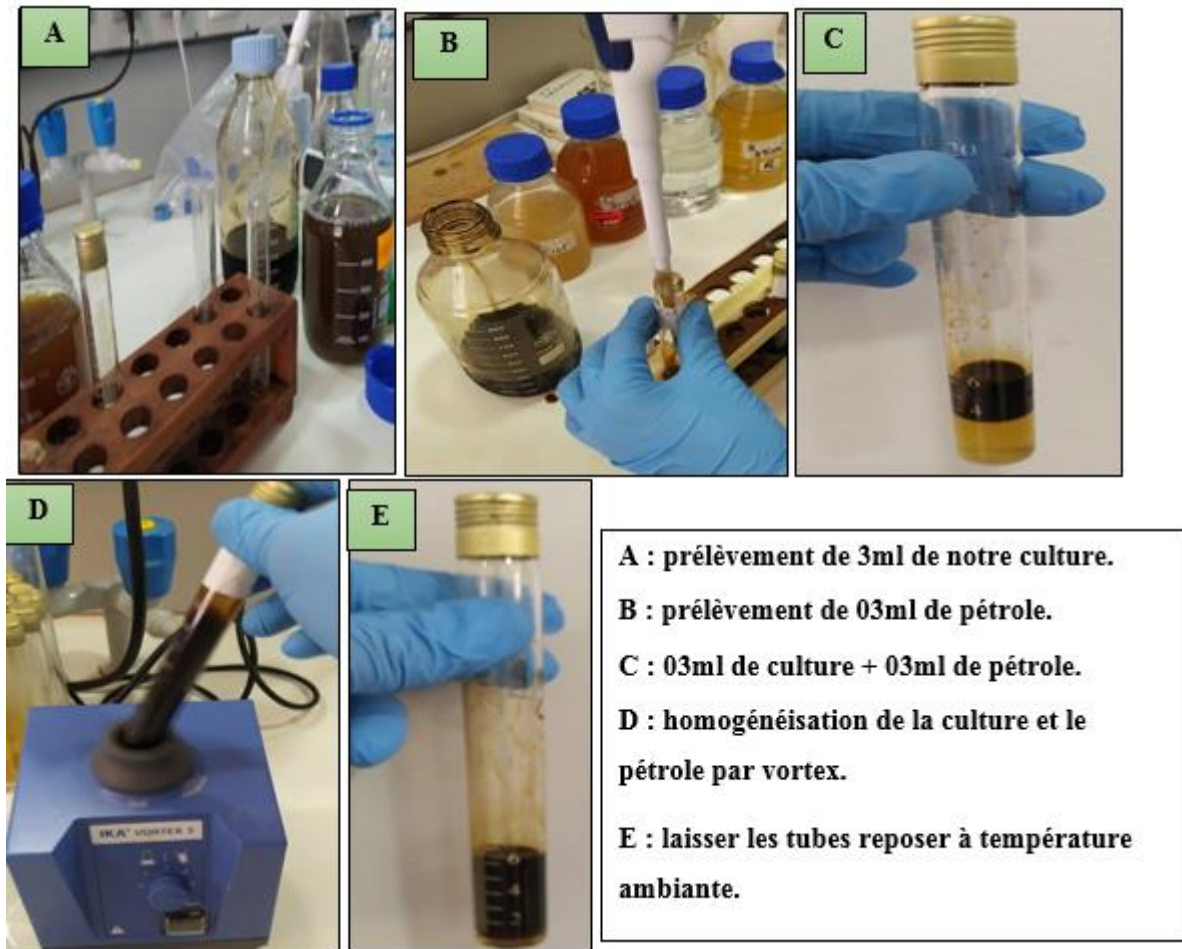 A
B
C
20
D
E
IKA VORTEX 3
A : prélèvement de 3ml de notre culture.
B : prélèvement de 03ml de pétrole.
C : 03ml de culture + 03ml de pétrole.
D : homogénéisation de la culture et le
pétrole par vortex.
E : laisser les tubes reposer à température
ambiante.